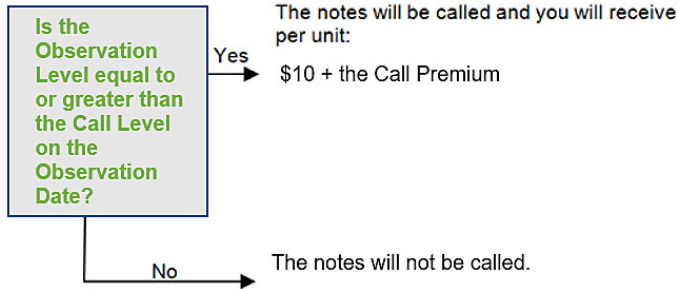 Is the
Observation
Level equal to
or greater than
the Call Level
on the
Observation
Date?
Yes
The notes will be called and you will receive
per unit:
$10 + the Call Premium
No
The notes will not be called.